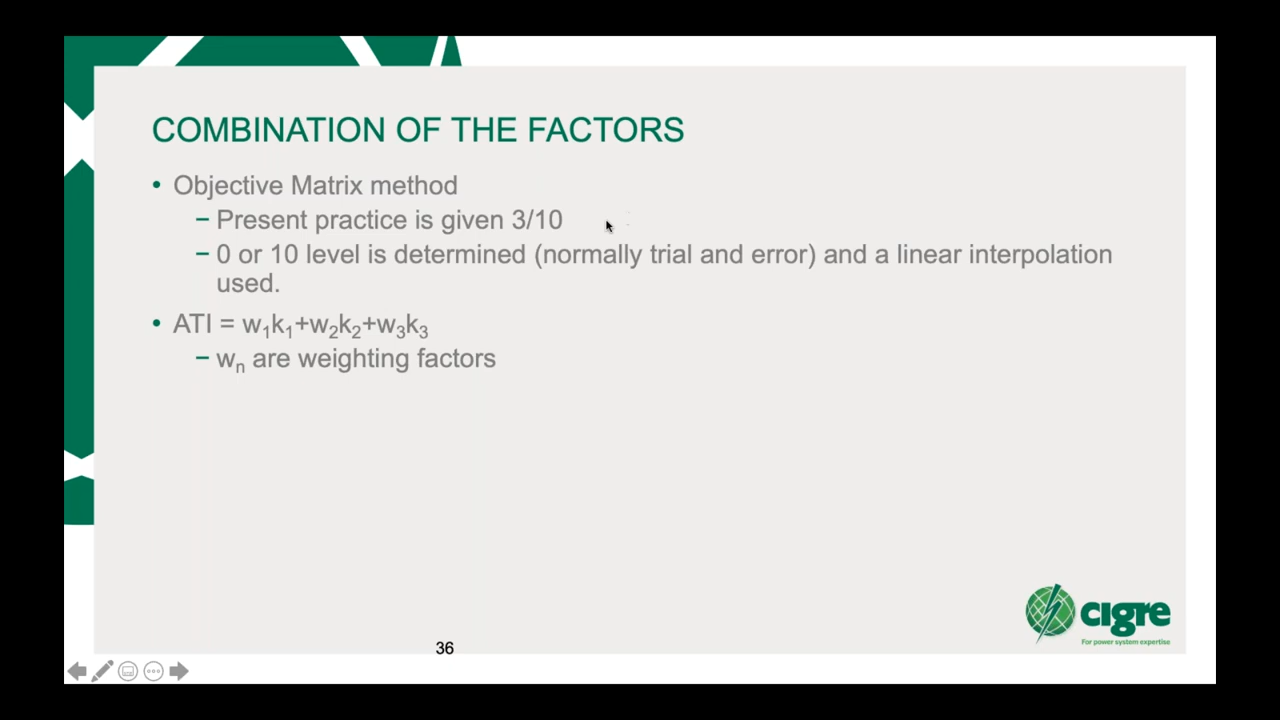 COMBINATION OF THE FACTORS
• Objective Matrix method
– Present practice is given 3/10
– 0 or 10 level is determined (normally trial and error) and a linear interpolation
used.
• ATI = w₁k₁+w₂k₂+w₃k₃
– wₙ are weighting factors
cigre
For power system expertise
36